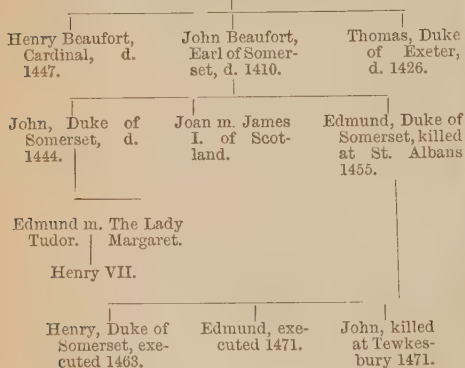 Henry Beaufort,
Cardinal, d.
1447.
John Beaufort,
Earl of Somer-
set, d. 1410.
Thomas, Duke
of Exeter,
d. 1426.
John, Duke of
Somerset, d.
1444.
Joan m. James
I. of Scot-
land.
Edmund, Duke of
Somerset, killed
at St. Albans
1455.
Edmund m. The Lady
Tudor. Margaret.
Henry VII.
Henry, Duke of
Somerset, exe-
cuted 1463.
Edmund, exe-
cuted 1471.
John, killed
at Tewkes-
bury 1471.